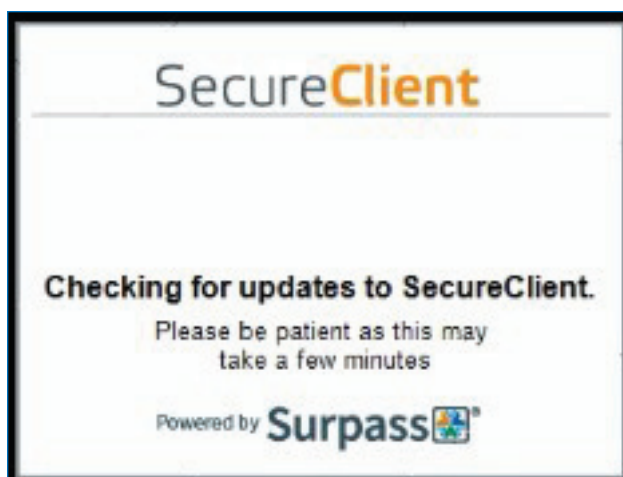 SecureClient
Checking for updates to SecureClient.
Please be patient as this may
take a few minutes
Powered by Surpass®